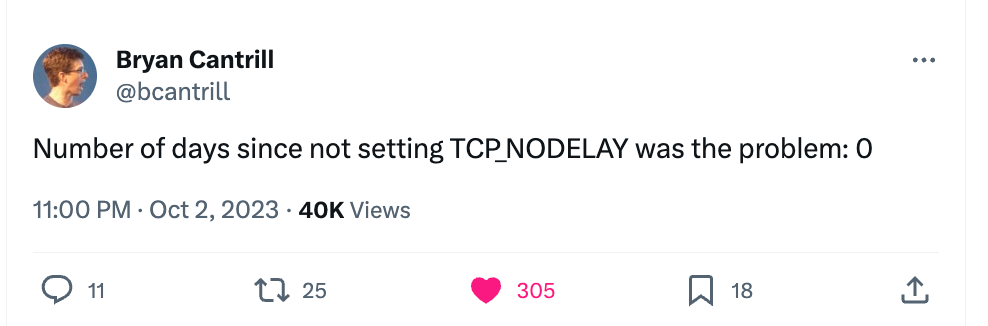 Bryan Cantrill
@bcantrill
Number of days since not setting TCP_NODELAY was the problem: 0
11:00 PM · Oct 2, 2023 · 40K Views
11 25 305 18